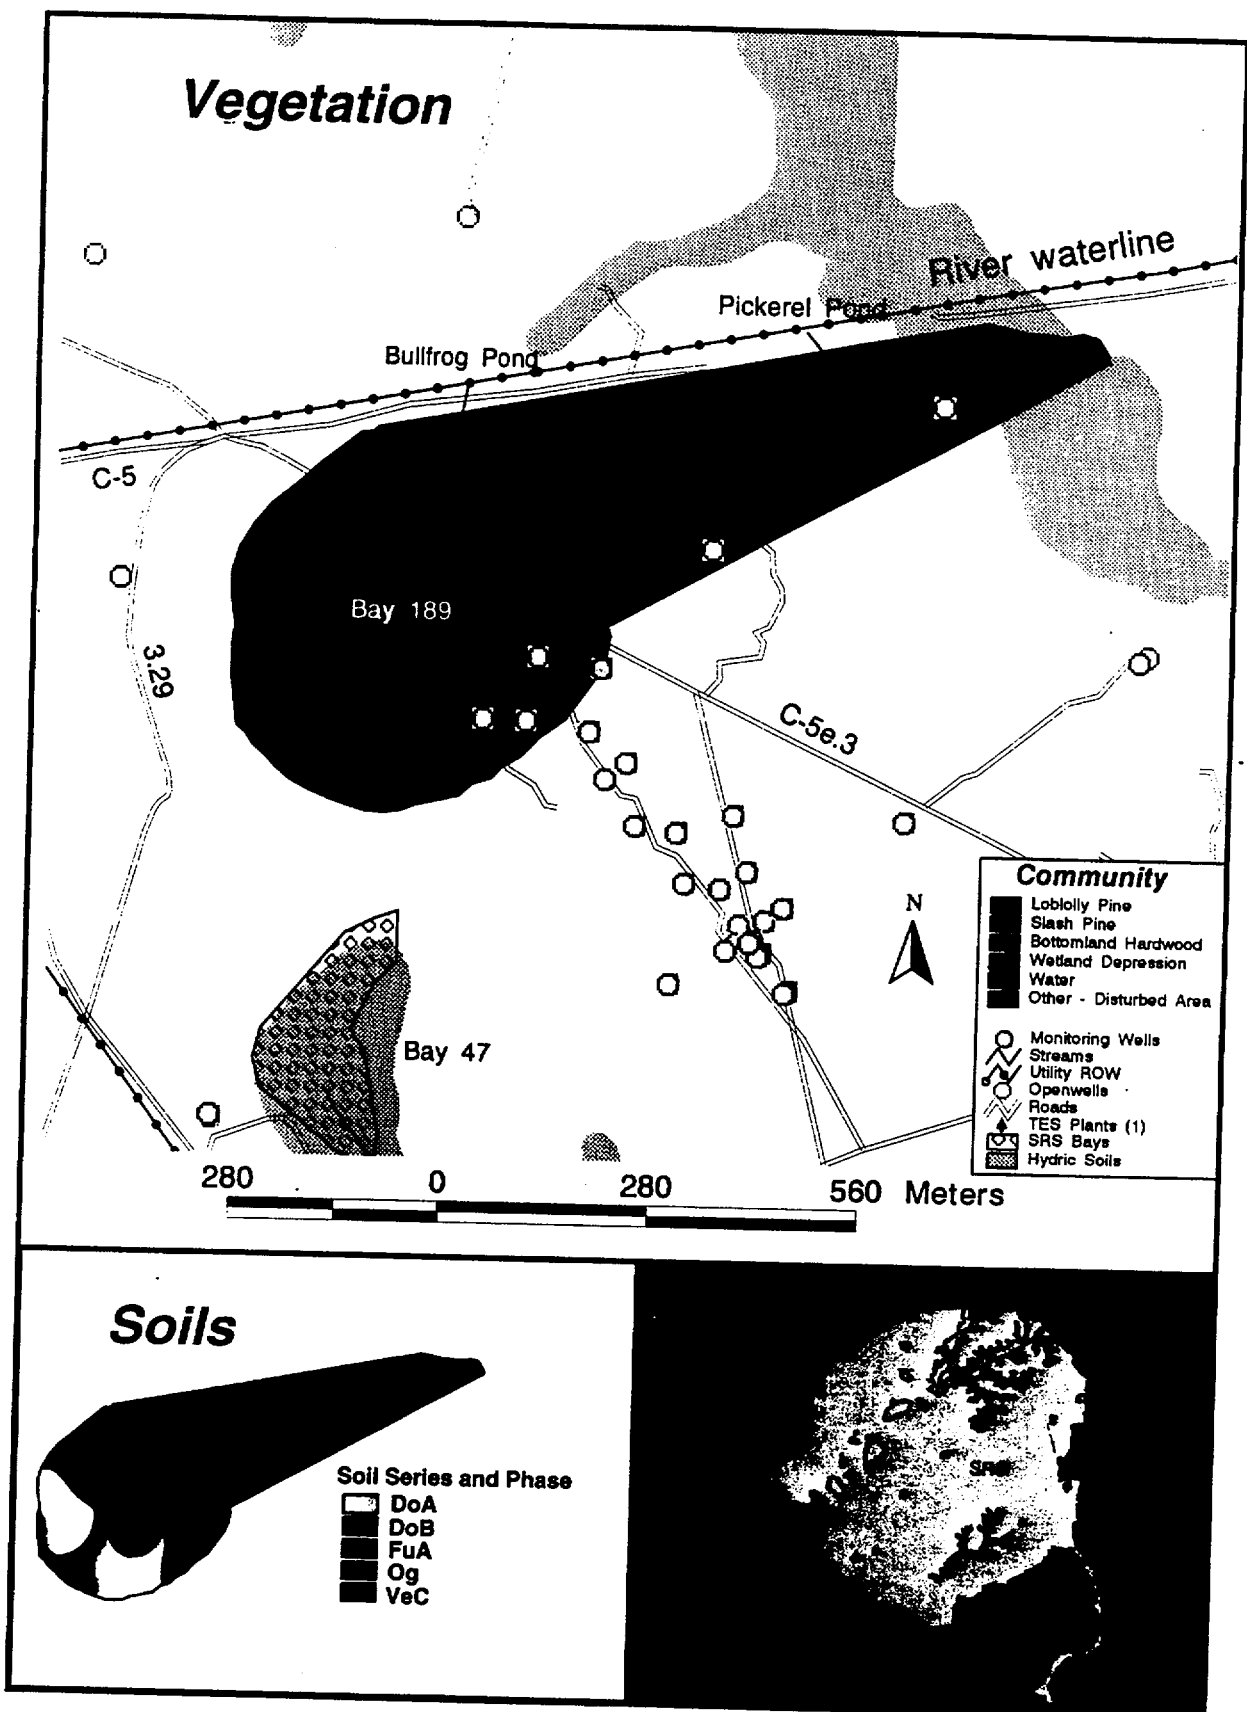 Vegetation
River waterline
Pickerel Pond
Bullfrog Pond
C-5
Bay 189
3.29
C-5e.3
Community
Loblolly Pine
Slash Pine
Bottomland Hardwood
Wetland Depression
Water
Other - Disturbed Area
N
Monitoring Wells
Streams
Utility ROW
Openwells
Roads
TES Plants (1)
SRS Bays
Hydric Soils
Bay 47
280 0 280 560 Meters
Soils
Soil Series and Phase
DoA
DoB
FuA
Og
VeC
SRS